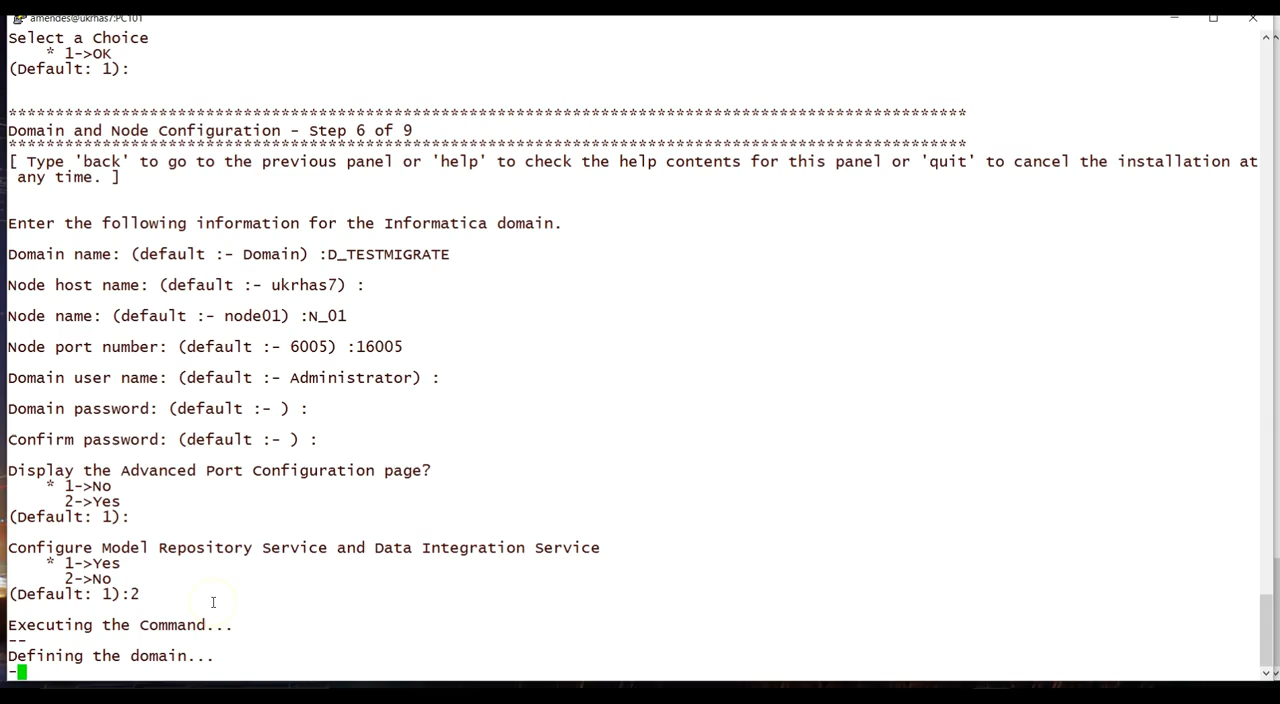 amendes@ukrhas7:PC101
Select a Choice
* 1->OK
(Default: 1):
******************************************************************************************************
Domain and Node Configuration - Step 6 of 9
******************************************************************************************************
[ Type 'back' to go to the previous panel or 'help' to check the help contents for this panel or 'quit' to cancel the installation at
any time. ]
Enter the following information for the Informatica domain.
Domain name: (default :- Domain) :D_TESTMIGRATE
Node host name: (default :- ukrhas7) :
Node name: (default :- node01) :N_01
Node port number: (default :- 6005) :16005
Domain user name: (default :- Administrator) :
Domain password: (default :- ) :
Confirm password: (default :- ) :
Display the Advanced Port Configuration page?
* 1->No
2->Yes
(Default: 1):
Configure Model Repository Service and Data Integration Service
* 1->Yes
2->No
(Default: 1):2
Executing the Command...
--
Defining the domain...
-